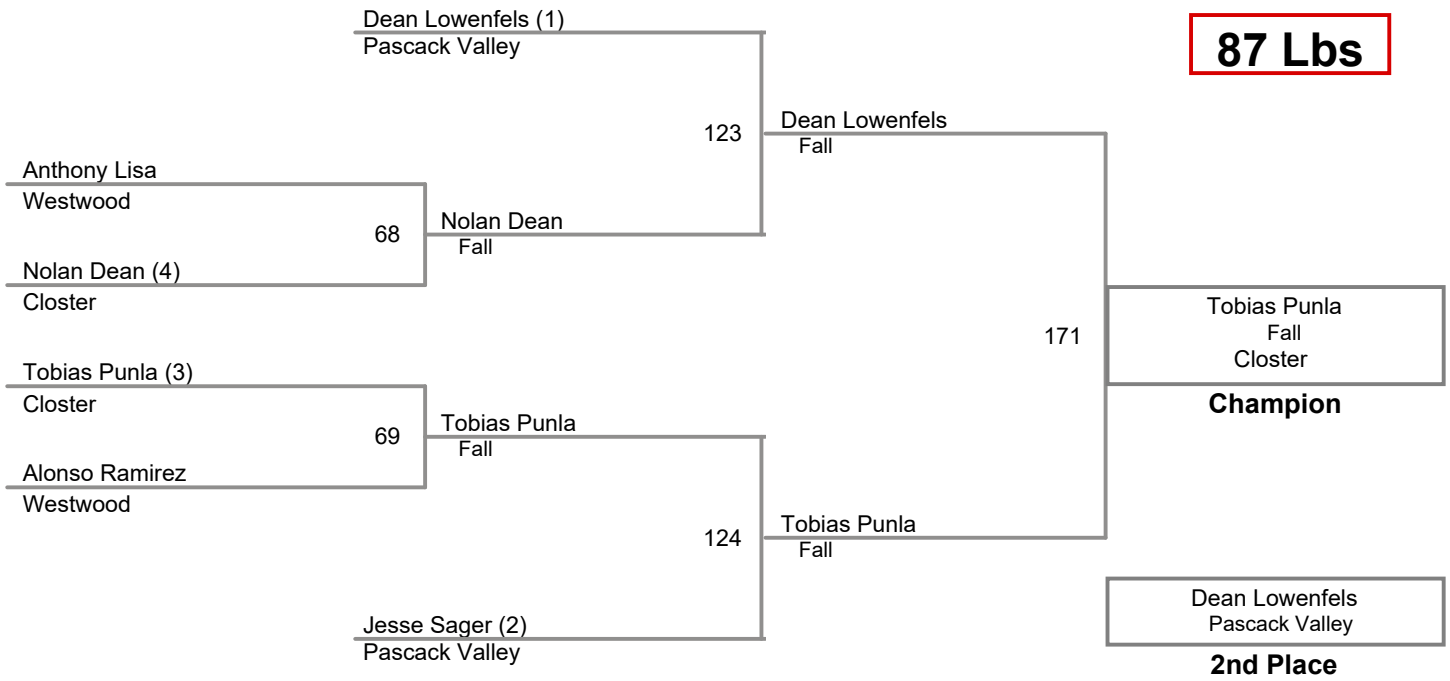 Dean Lowenfels (1)
Pascack Valley
87 Lbs
123
Dean Lowenfels
Fall
Anthony Lisa
Westwood
68
Nolan Dean
Fall
Nolan Dean (4)
Closter
171
Tobias Punla
Fall
Closter
Champion
Tobias Punla (3)
Closter
69
Tobias Punla
Fall
Alonso Ramirez
Westwood
124
Tobias Punla
Fall
Jesse Sager (2)
Pascack Valley
Dean Lowenfels
Pascack Valley
2nd Place